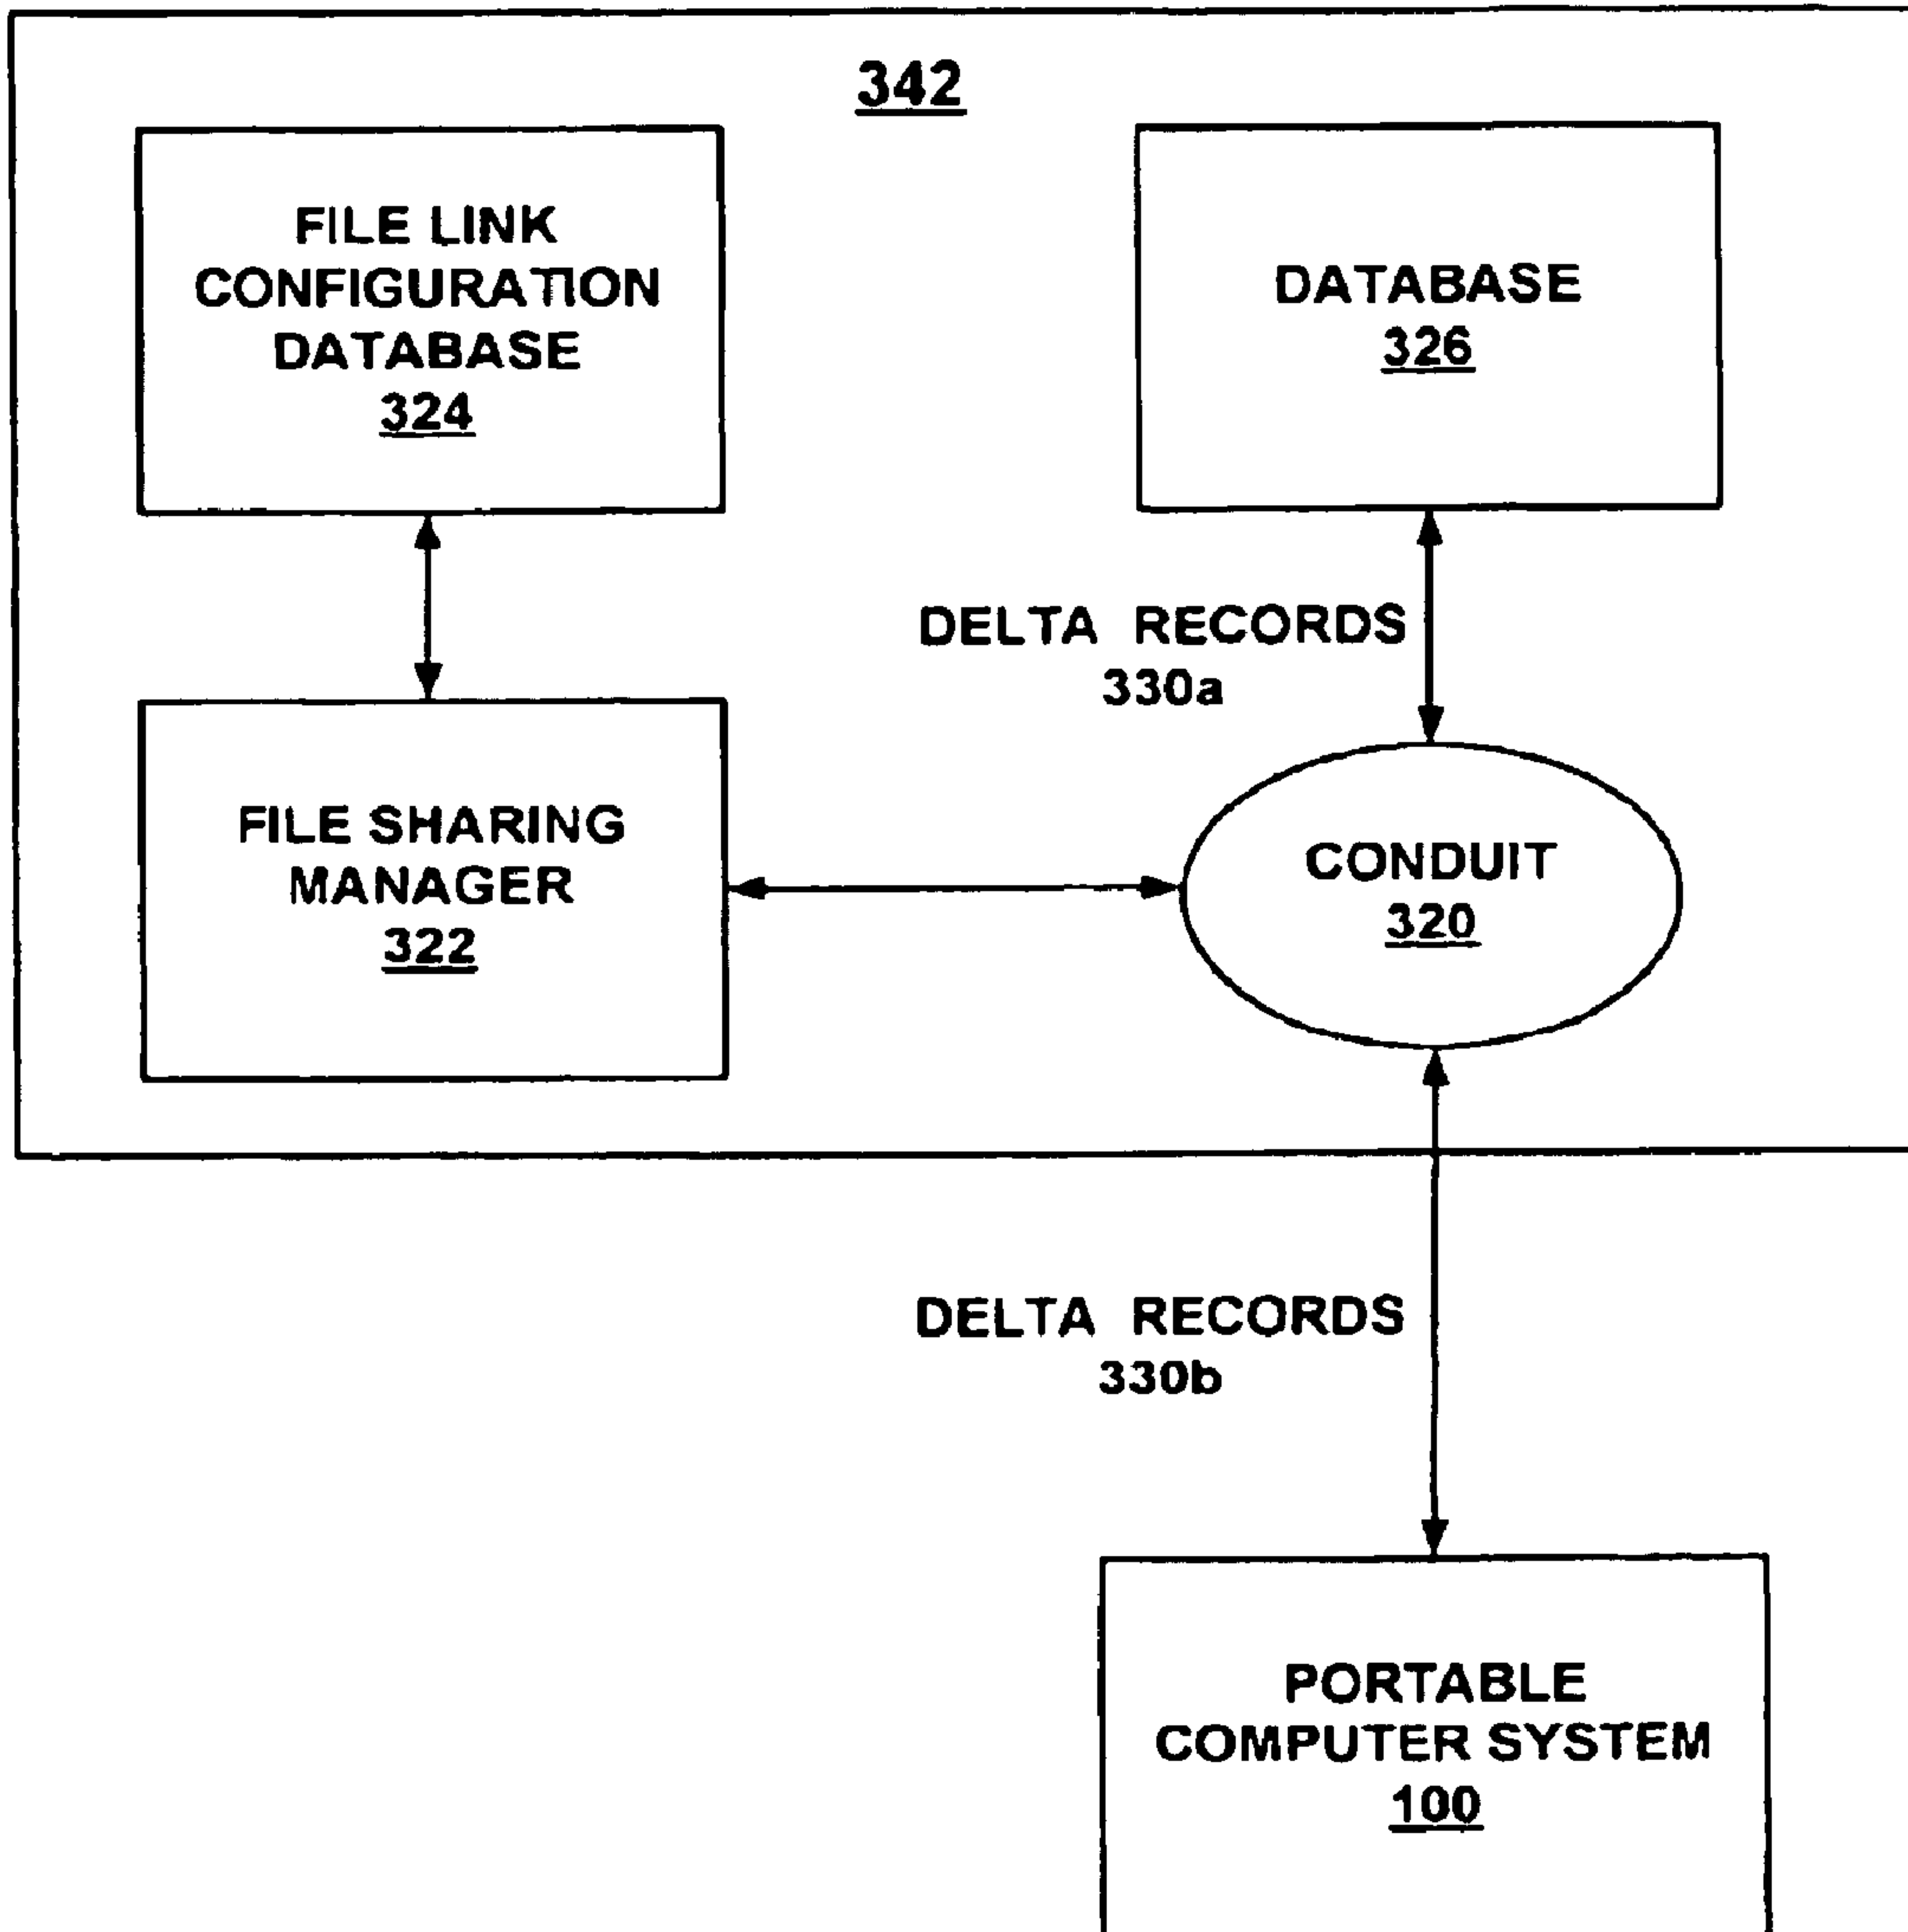 342
FILE LINK
CONFIGURATION
DATABASE
324
DATABASE
326
DELTA RECORDS
330a
FILE SHARING
MANAGER
322
CONDUIT
320
DELTA RECORDS
330b
PORTABLE
COMPUTER SYSTEM
100